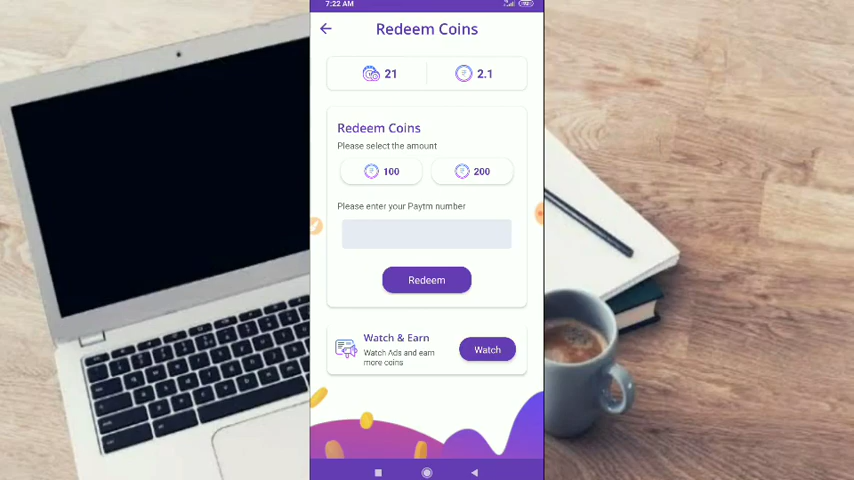 7:22 AM
Redeem Coins
21
2.1
Redeem Coins
Please select the amount
100
200
Please enter your Paytm number
Redeem
Watch & Earn
Watch Ads and earn
more coins
Watch